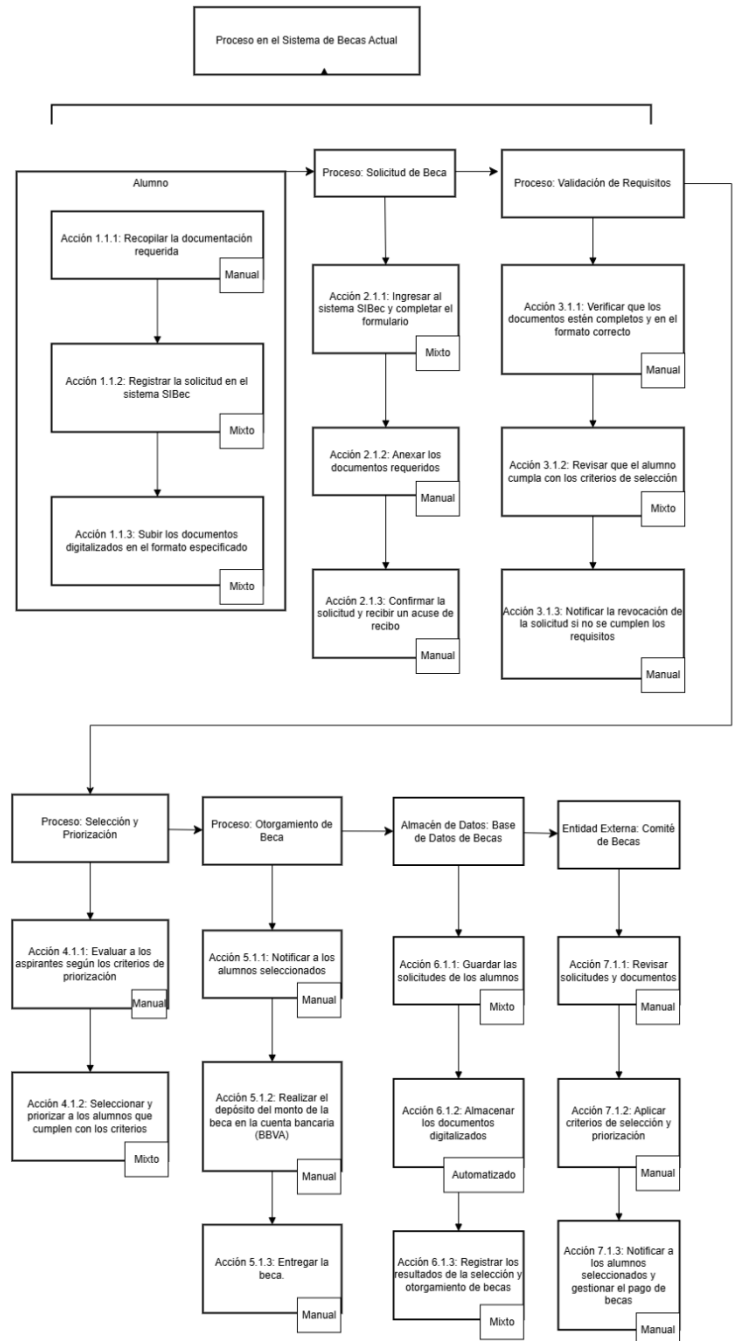 Proceso en el Sistema de Becas Actual
Alumno
Acción 1.1.1: Recopilar la documentación
requerida
Manual
Acción 1.1.2: Registrar la solicitud en el
sistema SIBec
Mixto
Acción 1.1.3: Subir los documentos
digitalizados en el formato especificado
Mixto
Proceso: Solicitud de Beca
Acción 2.1.1: Ingresar al
sistema SIBec y completar el
formulario
Mixto
Acción 2.1.2: Anexar los
documentos requeridos
Manual
Acción 2.1.3: Confirmar la
solicitud y recibir un acuse de
recibo
Manual
Proceso: Validación de Requisitos
Acción 3.1.1: Verificar que los
documentos estén completos y en el
formato correcto
Manual
Acción 3.1.2: Revisar que el alumno
cumpla con los criterios de selección
Mixto
Acción 3.1.3: Notificar la revocación de
la solicitud si no se cumplen los
requisitos
Manual
Proceso: Selección y
Priorización
Acción 4.1.1: Evaluar a los
aspirantes según los criterios de
priorización
Manual
Acción 4.1.2: Seleccionar y
priorizar a los alumnos que
cumplen con los criterios
Mixto
Proceso: Otorgamiento de
Beca
Acción 5.1.1: Notificar a los
alumnos seleccionados
Manual
Acción 5.1.2: Realizar el
depósito del monto de la
beca en la cuenta bancaria
(BBVA)
Manual
Acción 5.1.3: Entregar la
beca.
Manual
Almacén de Datos: Base
de Datos de Becas
Acción 6.1.1: Guardar las
solicitudes de los alumnos
Mixto
Acción 6.1.2: Almacenar
los documentos
digitalizados
Automatizado
Acción 6.1.3: Registrar los
resultados de la selección y
otorgamiento de becas
Mixto
Entidad Externa: Comité
de Becas
Acción 7.1.1: Revisar
solicitudes y documentos
Manual
Acción 7.1.2: Aplicar
criterios de selección y
priorización
Manual
Acción 7.1.3: Notificar a
los alumnos
seleccionados y
gestionar el pago de
becas
Manual